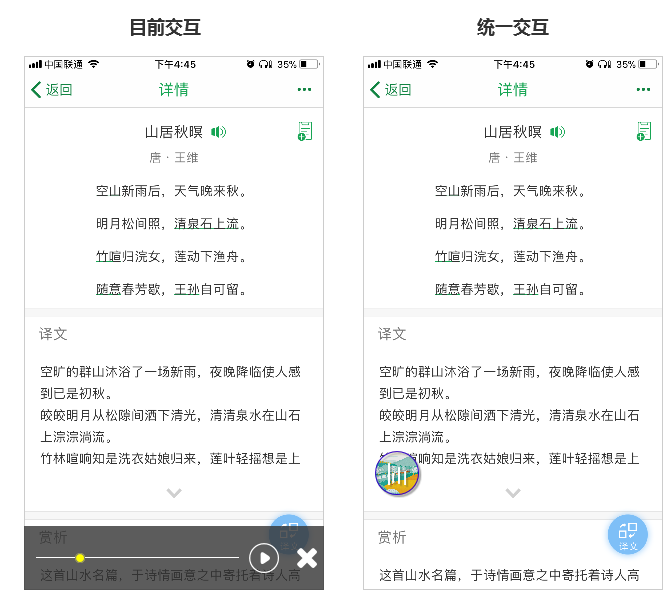 目前交互
中国联通
下午4:45
35%
返回
详情
山居秋暝
唐·王维
空山新雨后，天气晚来秋。
明月松间照，清泉石上流。
竹喧归浣女，莲动下渔舟。
随意春芳歇，王孙自可留。
译文
空旷的群山沐浴了一场新雨，夜晚降临使人感
到已是初秋。
皎皎明月从松隙间洒下清光，清清泉水在山石
上淙淙淌流。
竹林喧响知是洗衣姑娘归来，莲叶轻摇想是上
赏析
译文
这首山水名篇，于诗情画意之中寄托着诗人高
统一交互
中国联通
下午4:45
35%
返回
详情
山居秋暝
唐·王维
空山新雨后，天气晚来秋。
明月松间照，清泉石上流。
竹喧归浣女，莲动下渔舟。
随意春芳歇，王孙自可留。
译文
空旷的群山沐浴了一场新雨，夜晚降临使人感
到已是初秋。
皎皎明月从松隙间洒下清光，清清泉水在山石
上淙淙淌流。
喧响知是洗衣姑娘归来，莲叶轻摇想是上
赏析
译文
这首山水名篇，于诗情画意之中寄托着诗人高